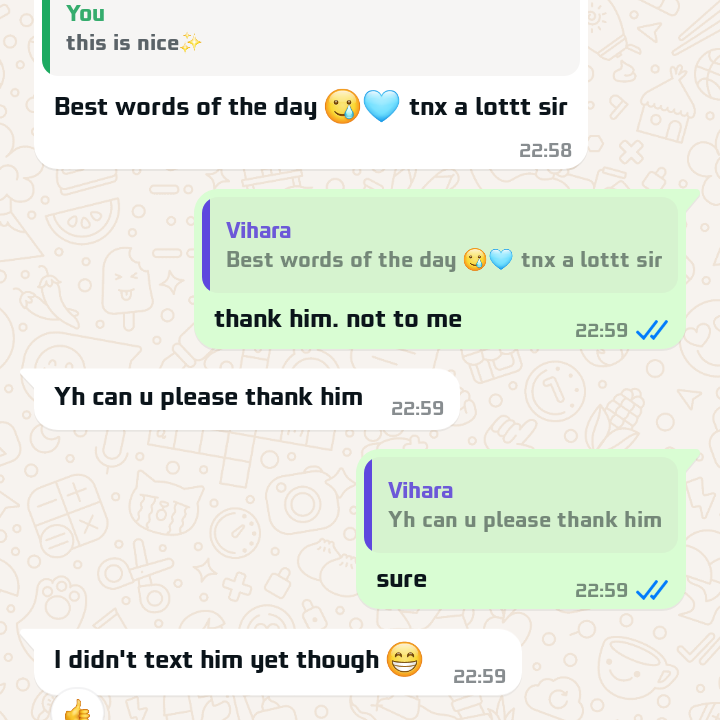 You
this is nice✨
Best words of the day 🥲🩵 tnx a lottt sir
22:58
Vihara
Best words of the day 🥲🩵 tnx a lottt sir
thank him. not to me
22:59
Yh can u please thank him
22:59
Vihara
Yh can u please thank him
sure
22:59
I didn't text him yet though 😁
22:59
👍